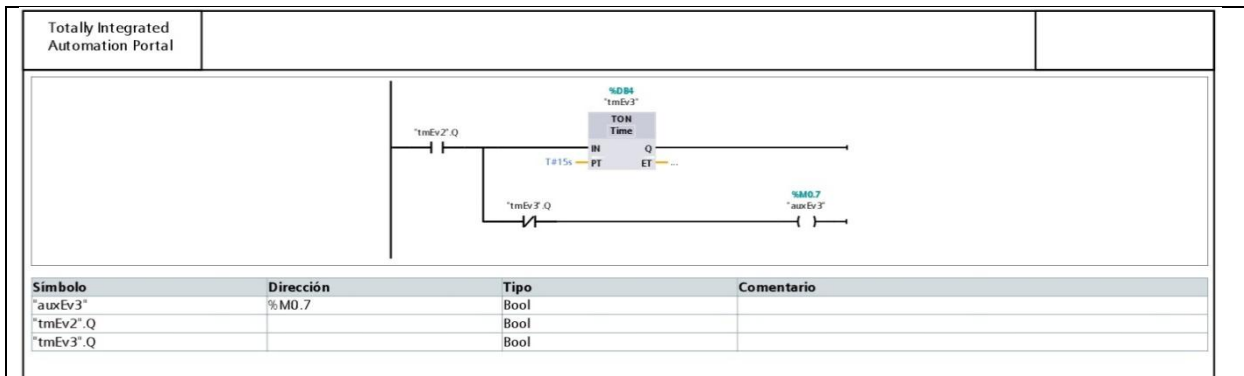 Totally Integrated
Automation Portal
%DB4
"tmEv3"
TON
Time
"tmEv2".Q
IN Q
T#15s PT ET ...
%M0.7
"tmEv3".Q "auxEv3"
Símbolo Dirección Tipo Comentario
"auxEv3" %M0.7 Bool
"tmEv2".Q Bool
"tmEv3".Q Bool